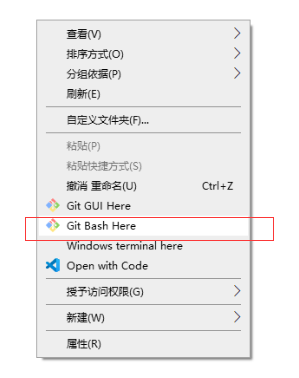 查看(V)
排序方式(O)
分组依据(P)
刷新(E)
自定义文件夹(F)...
粘贴(P)
粘贴快捷方式(S)
撤消 重命名(U) Ctrl+Z
Git GUI Here
Git Bash Here
Windows terminal here
Open with Code
授予访问权限(G)
新建(W)
属性(R)